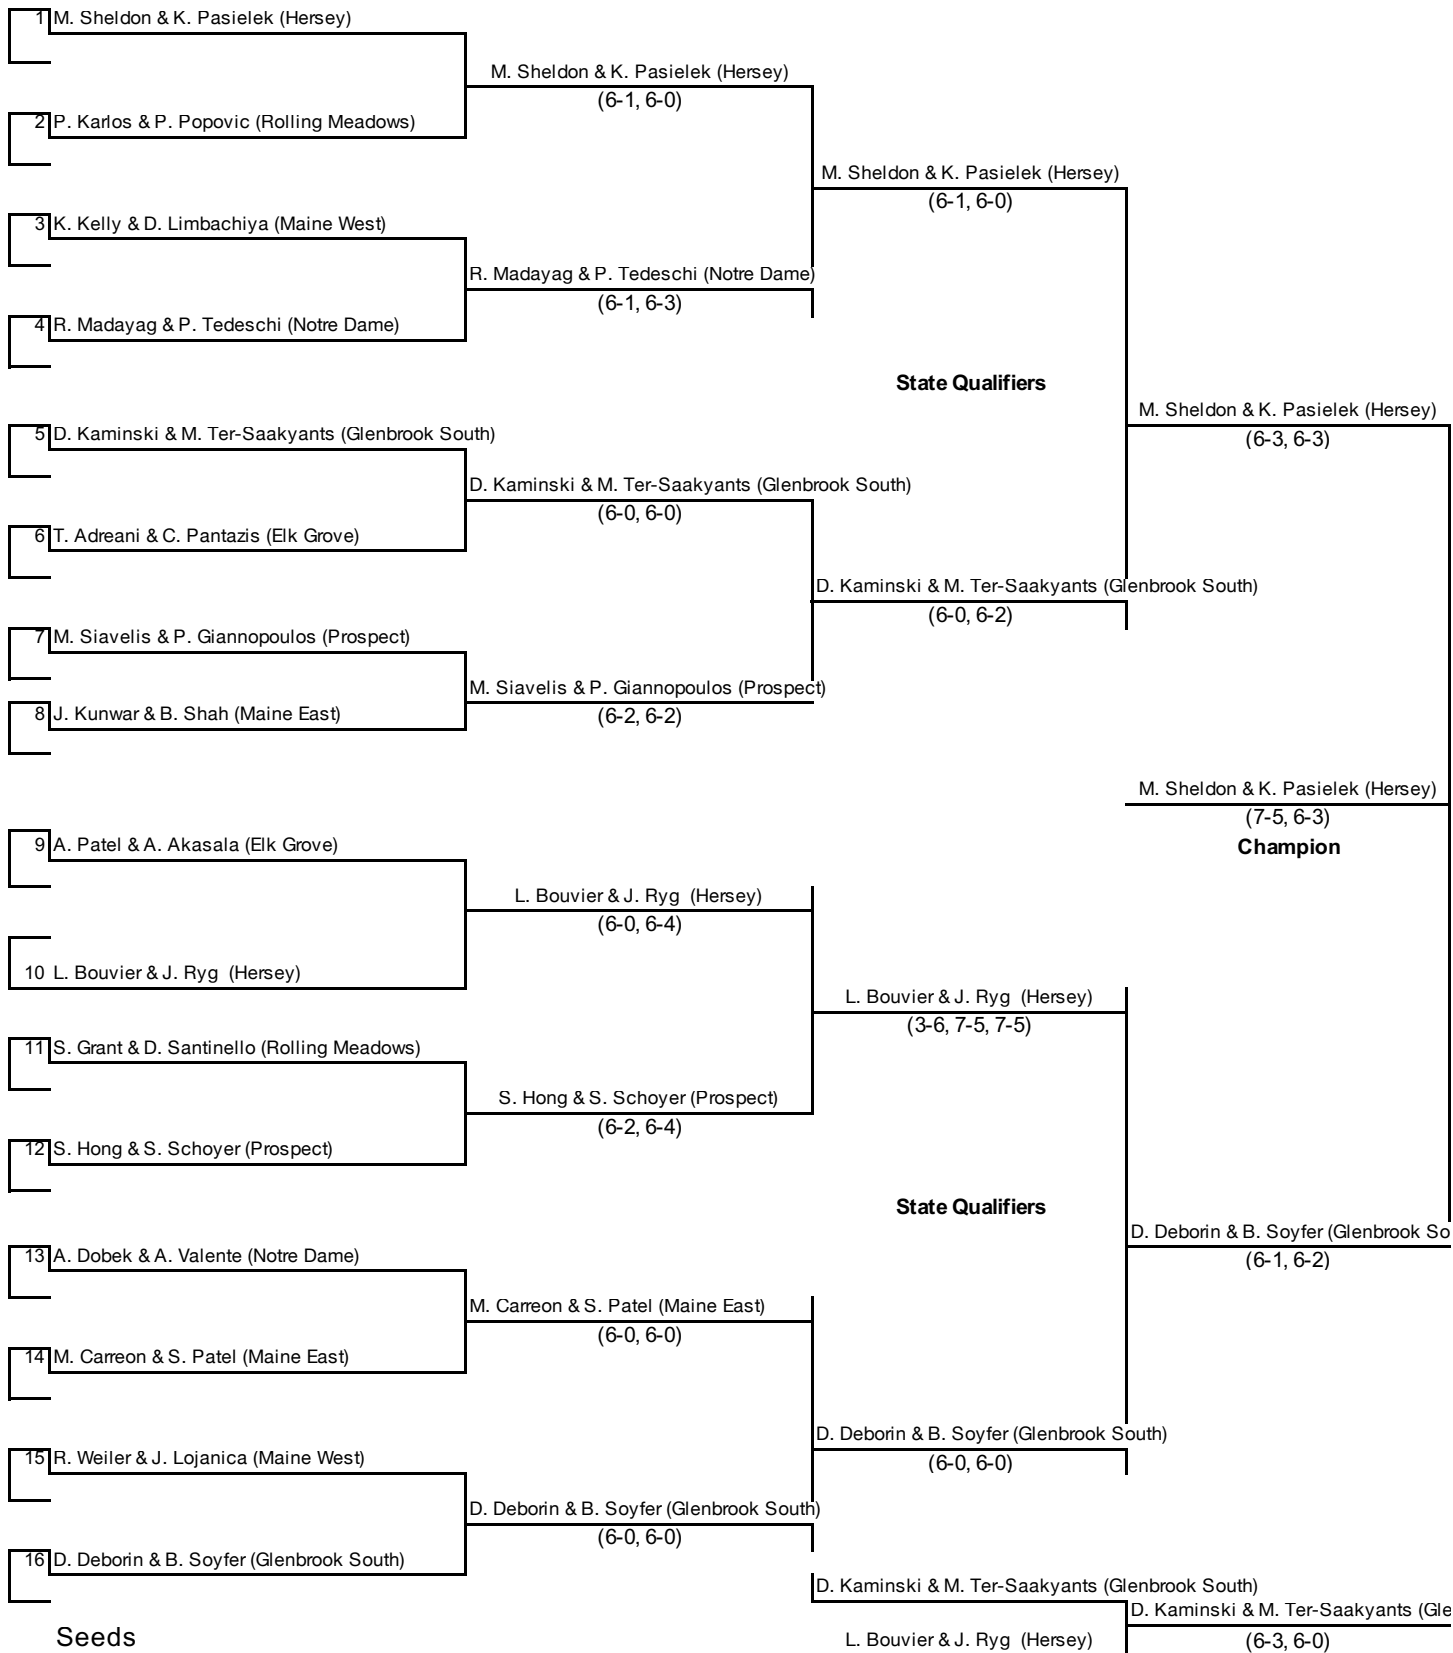 1 M. Sheldon & K. Pasielek (Hersey)
M. Sheldon & K. Pasielek (Hersey)
(6-1, 6-0)
2 P. Karlos & P. Popovic (Rolling Meadows)
M. Sheldon & K. Pasielek (Hersey)
(6-1, 6-0)
3 K. Kelly & D. Limbachiya (Maine West)
R. Madayag & P. Tedeschi (Notre Dame)
(6-1, 6-3)
4 R. Madayag & P. Tedeschi (Notre Dame)
State Qualifiers
M. Sheldon & K. Pasielek (Hersey)
(6-3, 6-3)
5 D. Kaminski & M. Ter-Saakyants (Glenbrook South)
D. Kaminski & M. Ter-Saakyants (Glenbrook South)
(6-0, 6-0)
6 T. Adreani & C. Pantazis (Elk Grove)
D. Kaminski & M. Ter-Saakyants (Glenbrook South)
(6-0, 6-2)
7 M. Siavelis & P. Giannopoulos (Prospect)
M. Siavelis & P. Giannopoulos (Prospect)
(6-2, 6-2)
8 J. Kunwar & B. Shah (Maine East)
M. Sheldon & K. Pasielek (Hersey)
(7-5, 6-3)
Champion
9 A. Patel & A. Akasala (Elk Grove)
L. Bouvier & J. Ryg (Hersey)
(6-0, 6-4)
10 L. Bouvier & J. Ryg (Hersey)
L. Bouvier & J. Ryg (Hersey)
(3-6, 7-5, 7-5)
11 S. Grant & D. Santinello (Rolling Meadows)
S. Hong & S. Schoyer (Prospect)
(6-2, 6-4)
12 S. Hong & S. Schoyer (Prospect)
State Qualifiers
D. Deborin & B. Soyfer (Glenbrook So
(6-1, 6-2)
13 A. Dobek & A. Valente (Notre Dame)
M. Carreon & S. Patel (Maine East)
(6-0, 6-0)
14 M. Carreon & S. Patel (Maine East)
D. Deborin & B. Soyfer (Glenbrook South)
(6-0, 6-0)
15 R. Weiler & J. Lojanica (Maine West)
D. Deborin & B. Soyfer (Glenbrook South)
(6-0, 6-0)
16 D. Deborin & B. Soyfer (Glenbrook South)
D. Kaminski & M. Ter-Saakyants (Glenbrook South)
D. Kaminski & M. Ter-Saakyants (Gle
(6-3, 6-0)
L. Bouvier & J. Ryg (Hersey)
Seeds